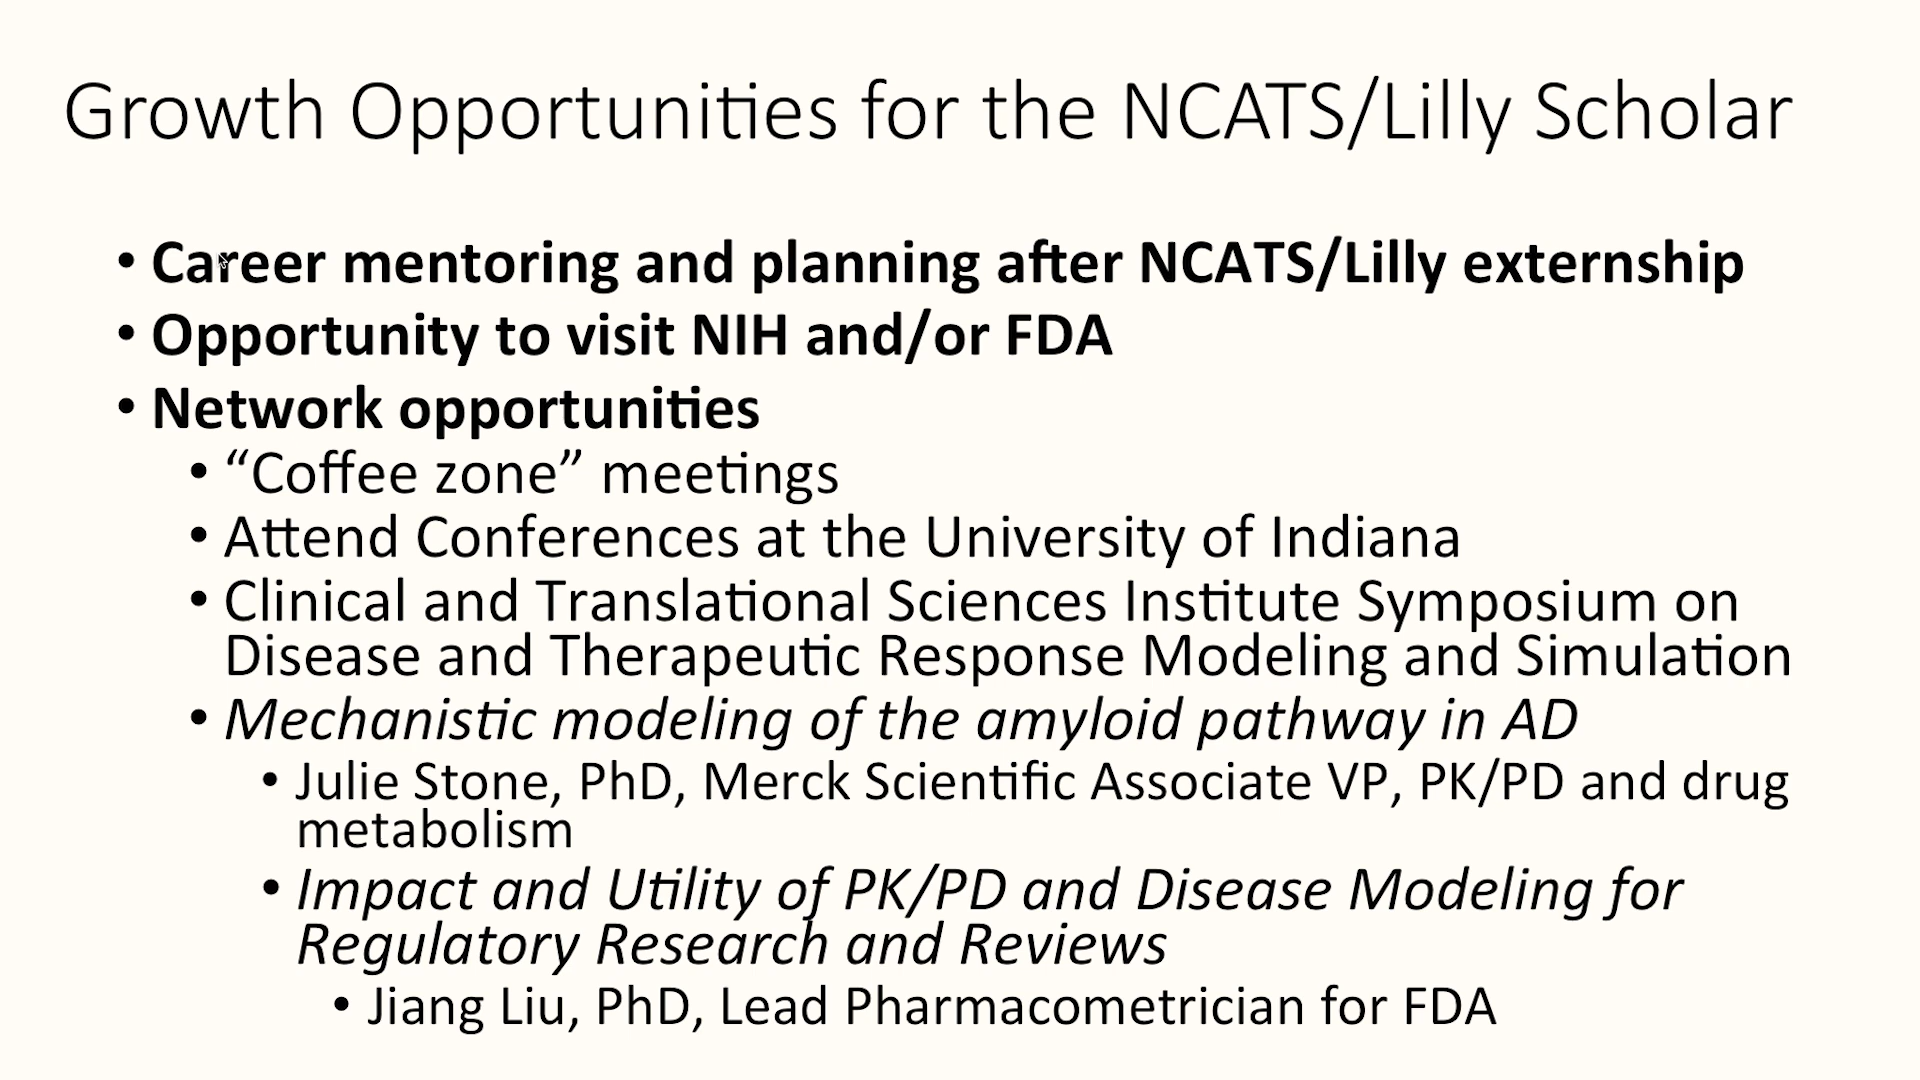 Growth Opportunities for the NCATS/Lilly Scholar
• Career mentoring and planning after NCATS/Lilly externship
• Opportunity to visit NIH and/or FDA
• Network opportunities
• “Coffee zone” meetings
• Attend Conferences at the University of Indiana
• Clinical and Translational Sciences Institute Symposium on
Disease and Therapeutic Response Modeling and Simulation
• Mechanistic modeling of the amyloid pathway in AD
• Julie Stone, PhD, Merck Scientific Associate VP, PK/PD and drug
metabolism
• Impact and Utility of PK/PD and Disease Modeling for
Regulatory Research and Reviews
• Jiang Liu, PhD, Lead Pharmacometrician for FDA